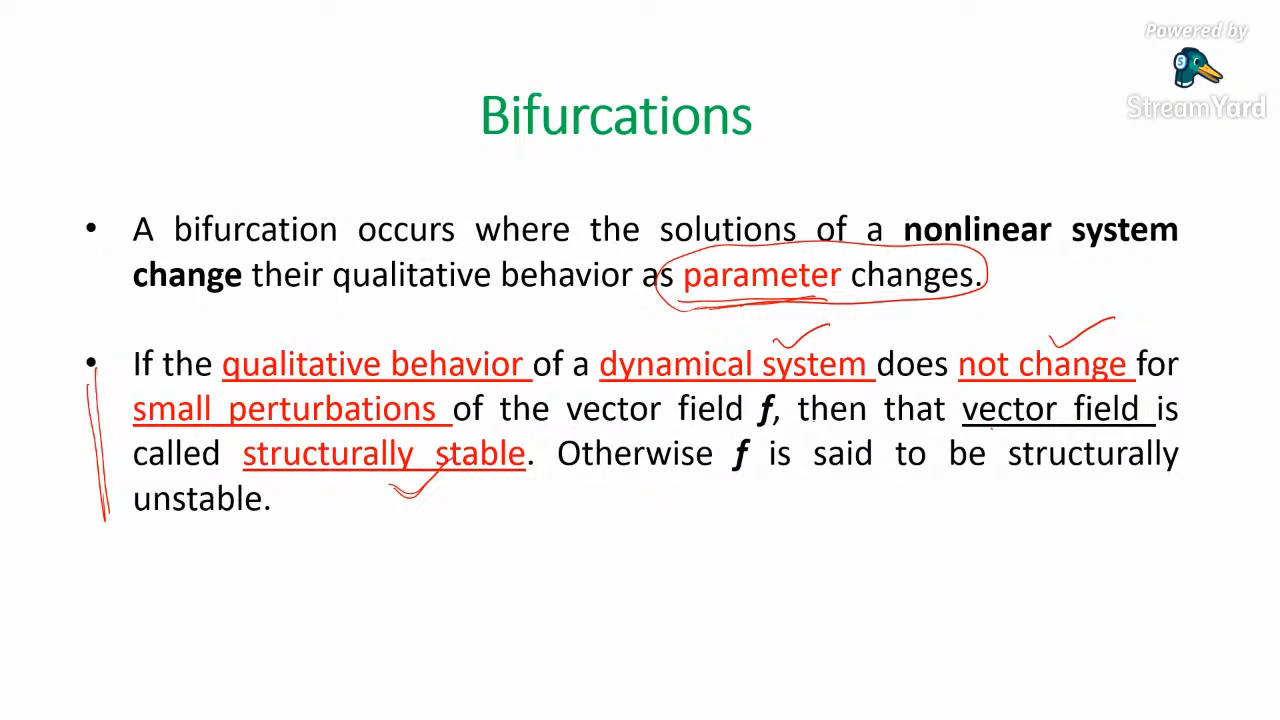 Powered by
StreamYard
Bifurcations
• A bifurcation occurs where the solutions of a nonlinear system
change their qualitative behavior as parameter changes.
• If the qualitative behavior of a dynamical system does not change for
small perturbations of the vector field f, then that vector field is
called structurally stable. Otherwise f is said to be structurally
unstable.